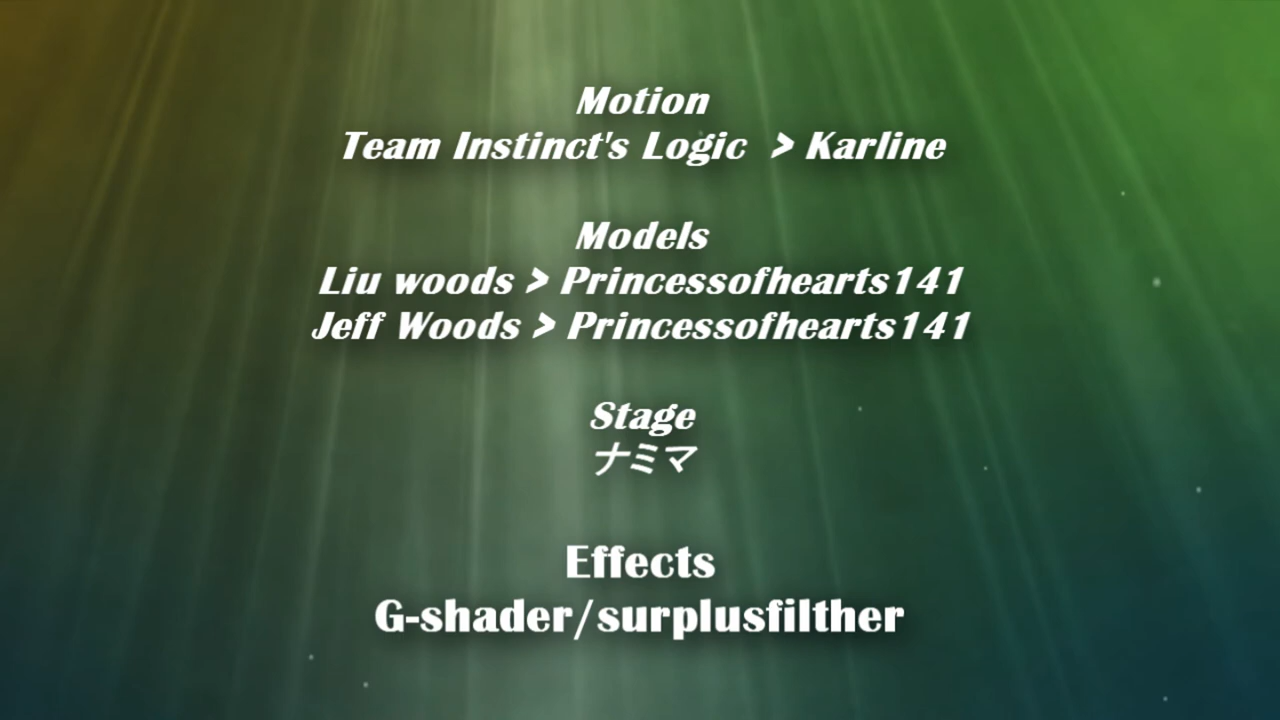 Motion
Team Instinct's Logic > Karline
Models
Liu woods > Princessofhearts141
Jeff Woods > Princessofhearts141
Stage
ナミマ
Effects
G-shader/surplusfilther